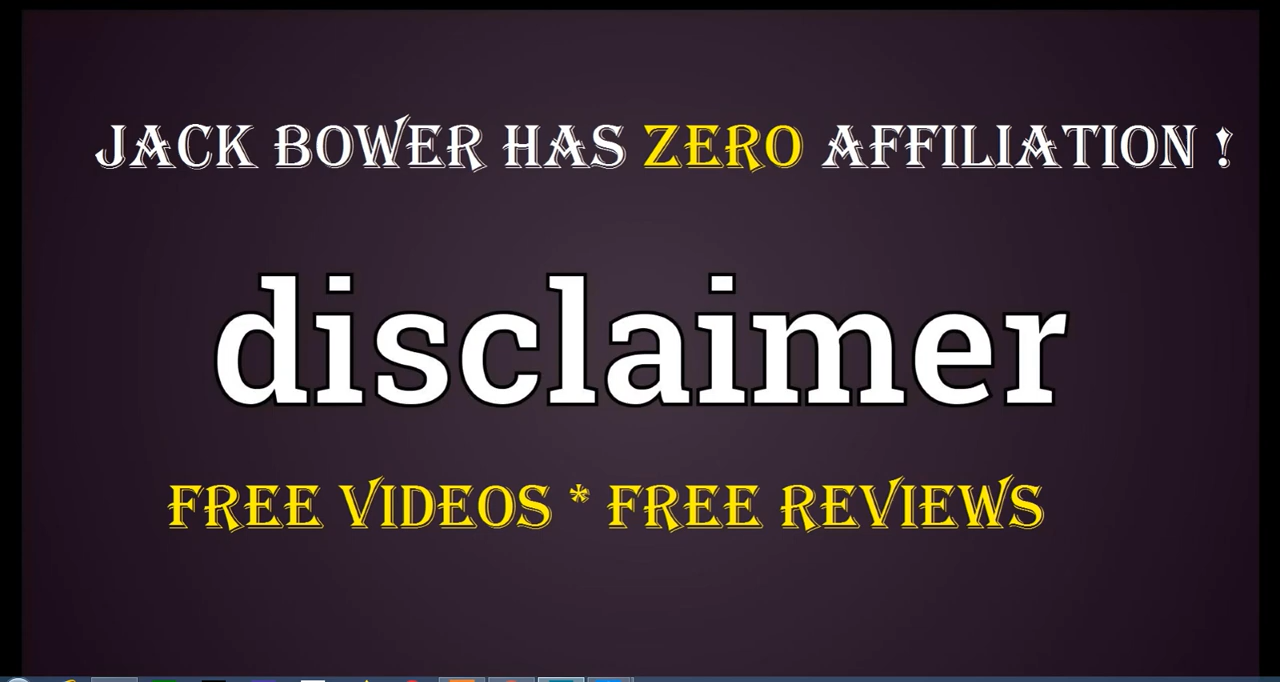 JACK BOWER HAS ZERO AFFILIATION !
disclaimer
FREE VIDEOS * FREE REVIEWS